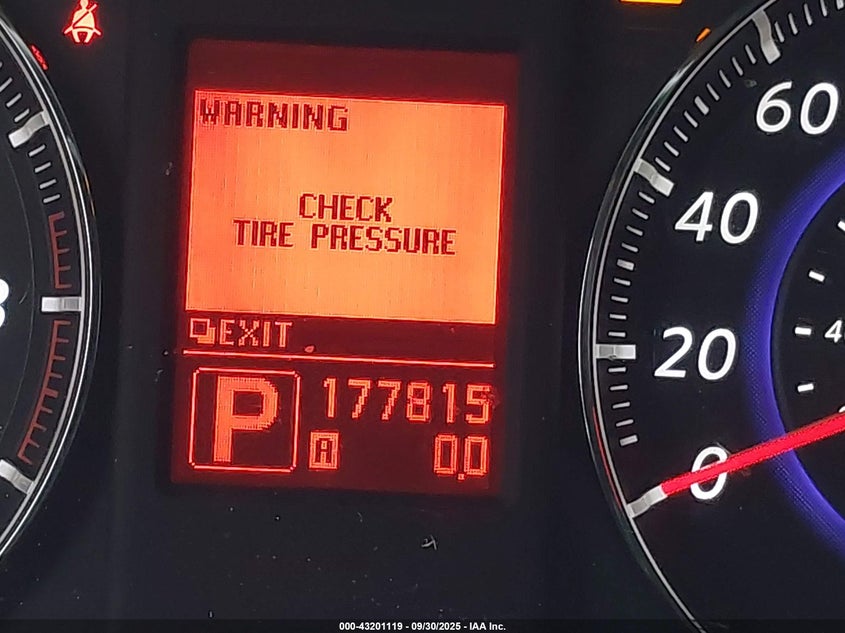 WARNING
CHECK
TIRE PRESSURE
EXIT
P
177815
A
0.0
60
40
20
0
000-43201119 - 09/30/2025 - IAA Inc.